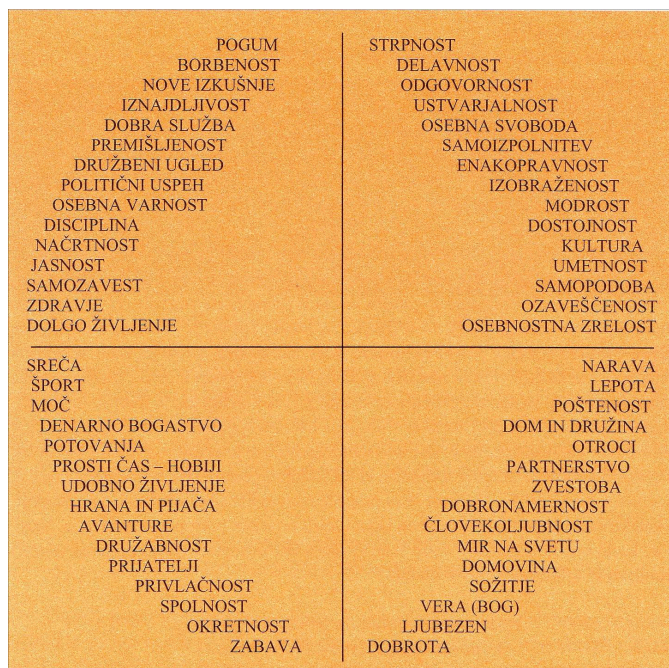 POGUM
BORBENOST
NOVE IZKUŠNJE
IZNAJDLJIVOST
DOBRA SLUŽBA
PREMIŠLJENOST
DRUŽBENI UGLED
POLITIČNI USPEH
OSEBNA VARNOST
DISCIPLINA
NAČRTNOST
JASNOST
SAMOZAVEST
ZDRAVJE
DOLGO ŽIVLJENJE
STRPNOST
DELAVNOST
ODGOVORNOST
USTVARJALNOST
OSEBNA SVOBODA
SAMOIZPOLNITEV
ENAKOPRAVNOST
IZOBRAŽENOST
MODROST
DOSTOJNOST
KULTURA
UMETNOST
SAMOPODOBA
OZAVEŠČENOST
OSEBNOSTNA ZRELOST
SREČA
ŠPORT
MOČ
DENARNO BOGASTVO
POTOVANJA
PROSTI ČAS – HOBIJI
UDOBNO ŽIVLJENJE
HRANA IN PIJAČA
AVANTURE
DRUŽABNOST
PRIJATELJI
PRIVLAČNOST
SPOLNOST
OKRETNOST
ZABAVA
NARAVA
LEPOTA
POŠTENOST
DOM IN DRUŽINA
OTROCI
PARTNERSTVO
ZVESTOBA
DOBRONAMERNOST
ČLOVEKOLJUBNOST
MIR NA SVETU
DOMOVINA
SOŽITJE
VERA (BOG)
LJUBEZEN
DOBROTA